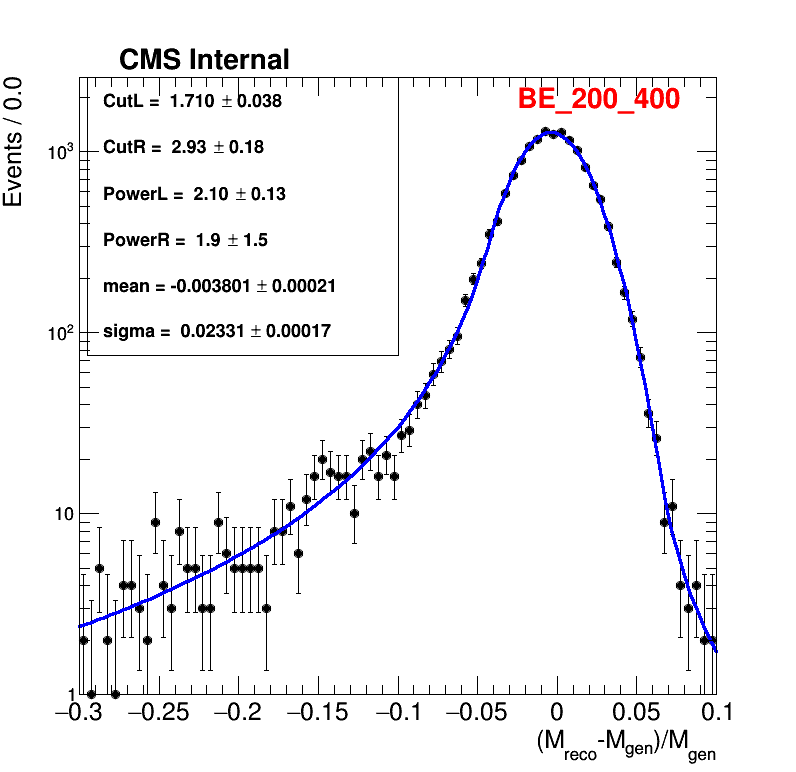 CMS Internal
BE_200_400
Events / 0.0
CutL = 1.710 ± 0.038
CutR = 2.93 ± 0.18
PowerL = 2.10 ± 0.13
PowerR = 1.9 ± 1.5
mean = -0.003801 ± 0.00021
sigma = 0.02331 ± 0.00017
10³
10²
10
1
−0.3 −0.25 −0.2 −0.15 −0.1 −0.05 0 0.05 0.1
(M_reco-M_gen)/M_gen